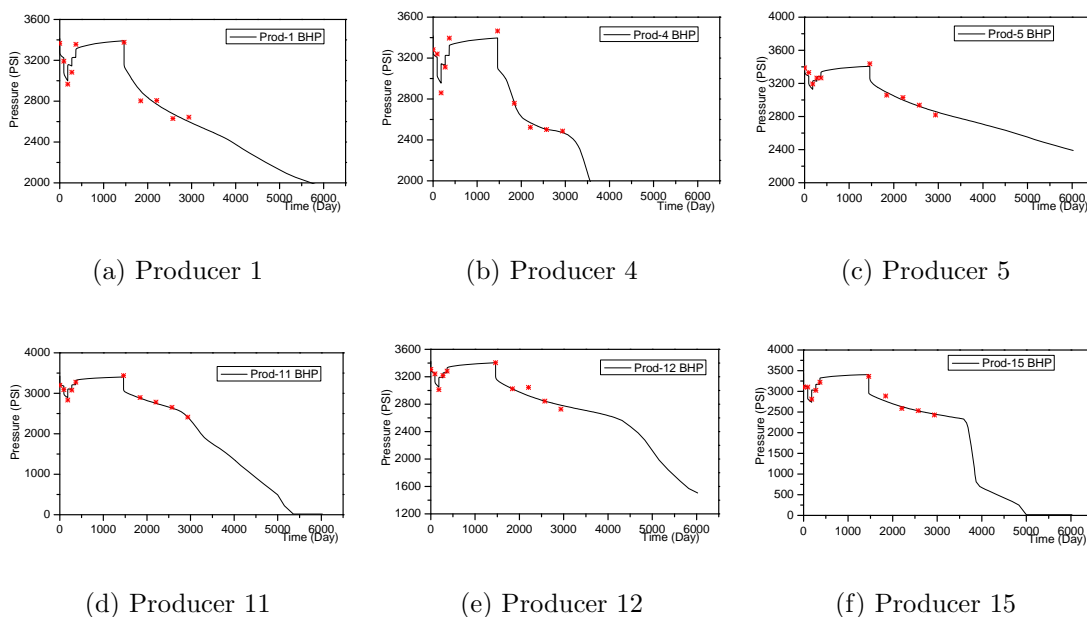 3600
3200
2800
2400
2000
Pressure (PSI)
Prod-1 BHP
0 1000 2000 3000 4000 5000 6000
Time (Day)
(a) Producer 1
3600
3200
2800
2400
2000
Pressure (PSI)
Prod-4 BHP
0 1000 2000 3000 4000 5000 6000
Time (Day)
(b) Producer 4
4000
3600
3200
2800
2400
2000
Pressure (PSI)
Prod-5 BHP
0 1000 2000 3000 4000 5000 6000
Time (Day)
(c) Producer 5
4000
3000
2000
1000
0
Pressure (PSI)
Prod-11 BHP
0 1000 2000 3000 4000 5000 6000
Time (Day)
(d) Producer 11
3600
3200
2800
2400
2000
1600
1200
Pressure (PSI)
Prod-12 BHP
0 1000 2000 3000 4000 5000 6000
Time (Day)
(e) Producer 12
4000
3500
3000
2500
2000
1500
1000
500
0
Pressure (PSI)
Prod-15 BHP
0 1000 2000 3000 4000 5000 6000
Time (Day)
(f) Producer 15